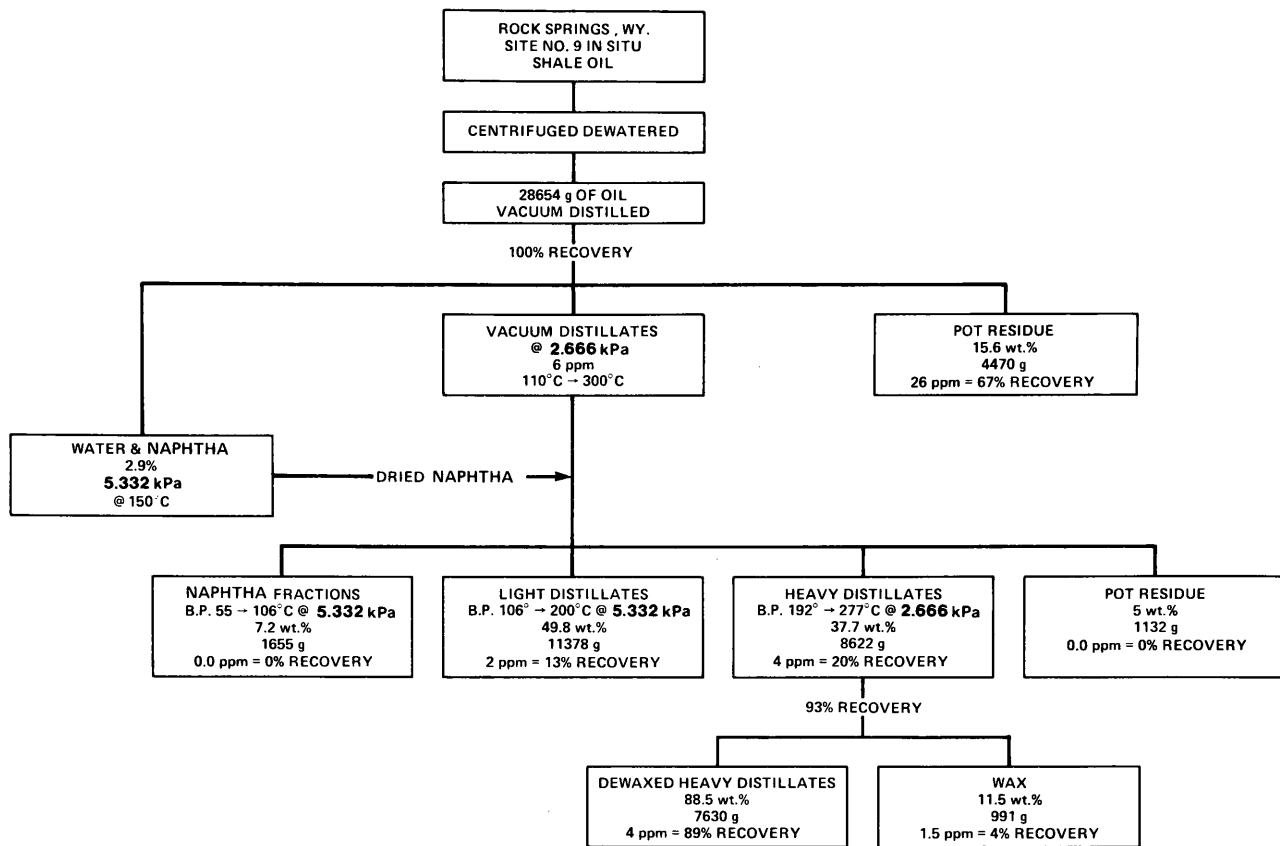 ROCK SPRINGS, WY.
SITE NO. 9 IN SITU
SHALE OIL
CENTRIFUGED DEWATERED
28654 g OF OIL
VACUUM DISTILLED
100% RECOVERY
VACUUM DISTILLATES
@ 2.666 kPa
6 ppm
110°C → 300°C
POT RESIDUE
15.6 wt.%
4470 g
26 ppm = 67% RECOVERY
WATER & NAPHTHA
2.9%
5.332 kPa
@ 150°C
DRIED NAPHTHA
NAPHTHA FRACTIONS
B.P. 55 → 106°C @ 5.332 kPa
7.2 wt.%
1655 g
0.0 ppm = 0% RECOVERY
LIGHT DISTILLATES
B.P. 106° → 200°C @ 5.332 kPa
49.8 wt.%
11378 g
2 ppm = 13% RECOVERY
HEAVY DISTILLATES
B.P. 192° → 277°C @ 2.666 kPa
37.7 wt.%
8622 g
4 ppm = 20% RECOVERY
POT RESIDUE
5 wt.%
1132 g
0.0 ppm = 0% RECOVERY
93% RECOVERY
DEWAXED HEAVY DISTILLATES
88.5 wt.%
7630 g
4 ppm = 89% RECOVERY
WAX
11.5 wt.%
991 g
1.5 ppm = 4% RECOVERY